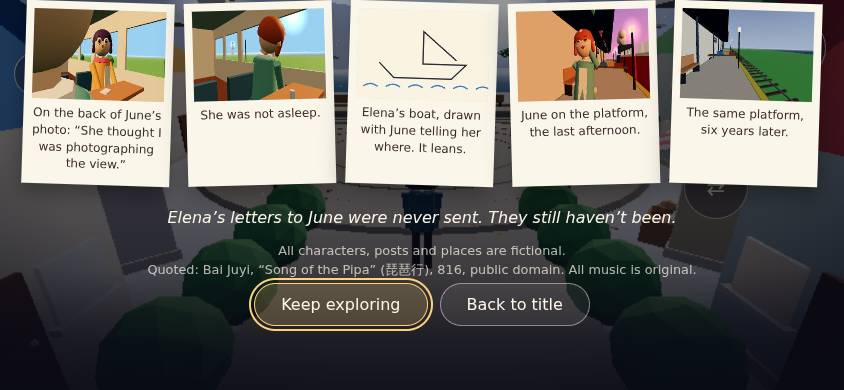 On the back of June’s
photo: “She thought I
was photographing
the view.”
She was not asleep.
Elena’s boat, drawn
with June telling her
where. It leans.
June on the platform,
the last afternoon.
The same platform,
six years later.
Elena’s letters to June were never sent. They still haven’t been.
All characters, posts and places are fictional.
Quoted: Bai Juyi, “Song of the Pipa” (琵琶行), 816, public domain. All music is original.
Keep exploring
Back to title